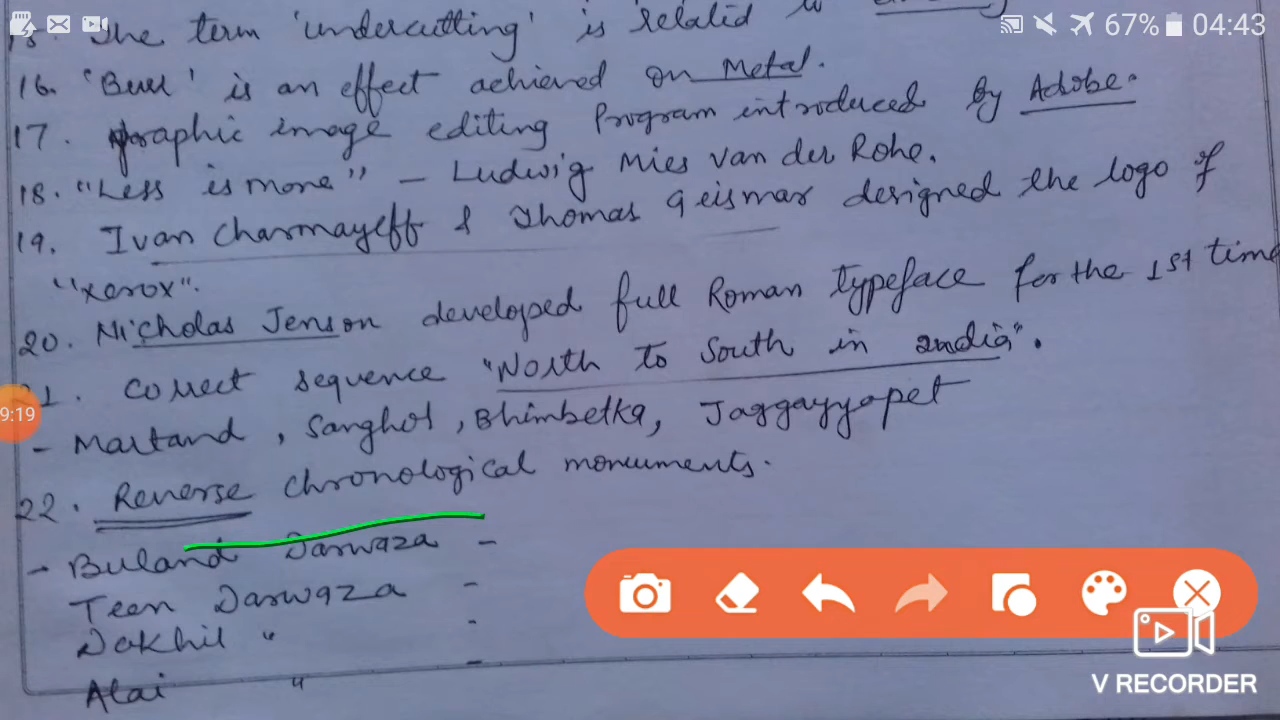 67% 04:43
15. The term 'undercutting' is relatid to
16. 'Burr' is an effect achieved on Metal.
17. graphic image editing Program introduced by Adobe.
18. "Less is more" - Ludwig Mies van der Rohe.
19. Ivan Charmayeff & Thomas Geismar designed the logo of
"xerox".
20. Nicholas Jenson developed full Roman typeface for the 1st time
21. correct sequence "North to South in india".
- Martand, Sanghol, Bhimbetka, Jaggayyapet
22. Reverse chronological monuments.
- Buland Darwaza -
Teen Darwaza -
Dakhil " -
Alai " -
9:19
V RECORDER